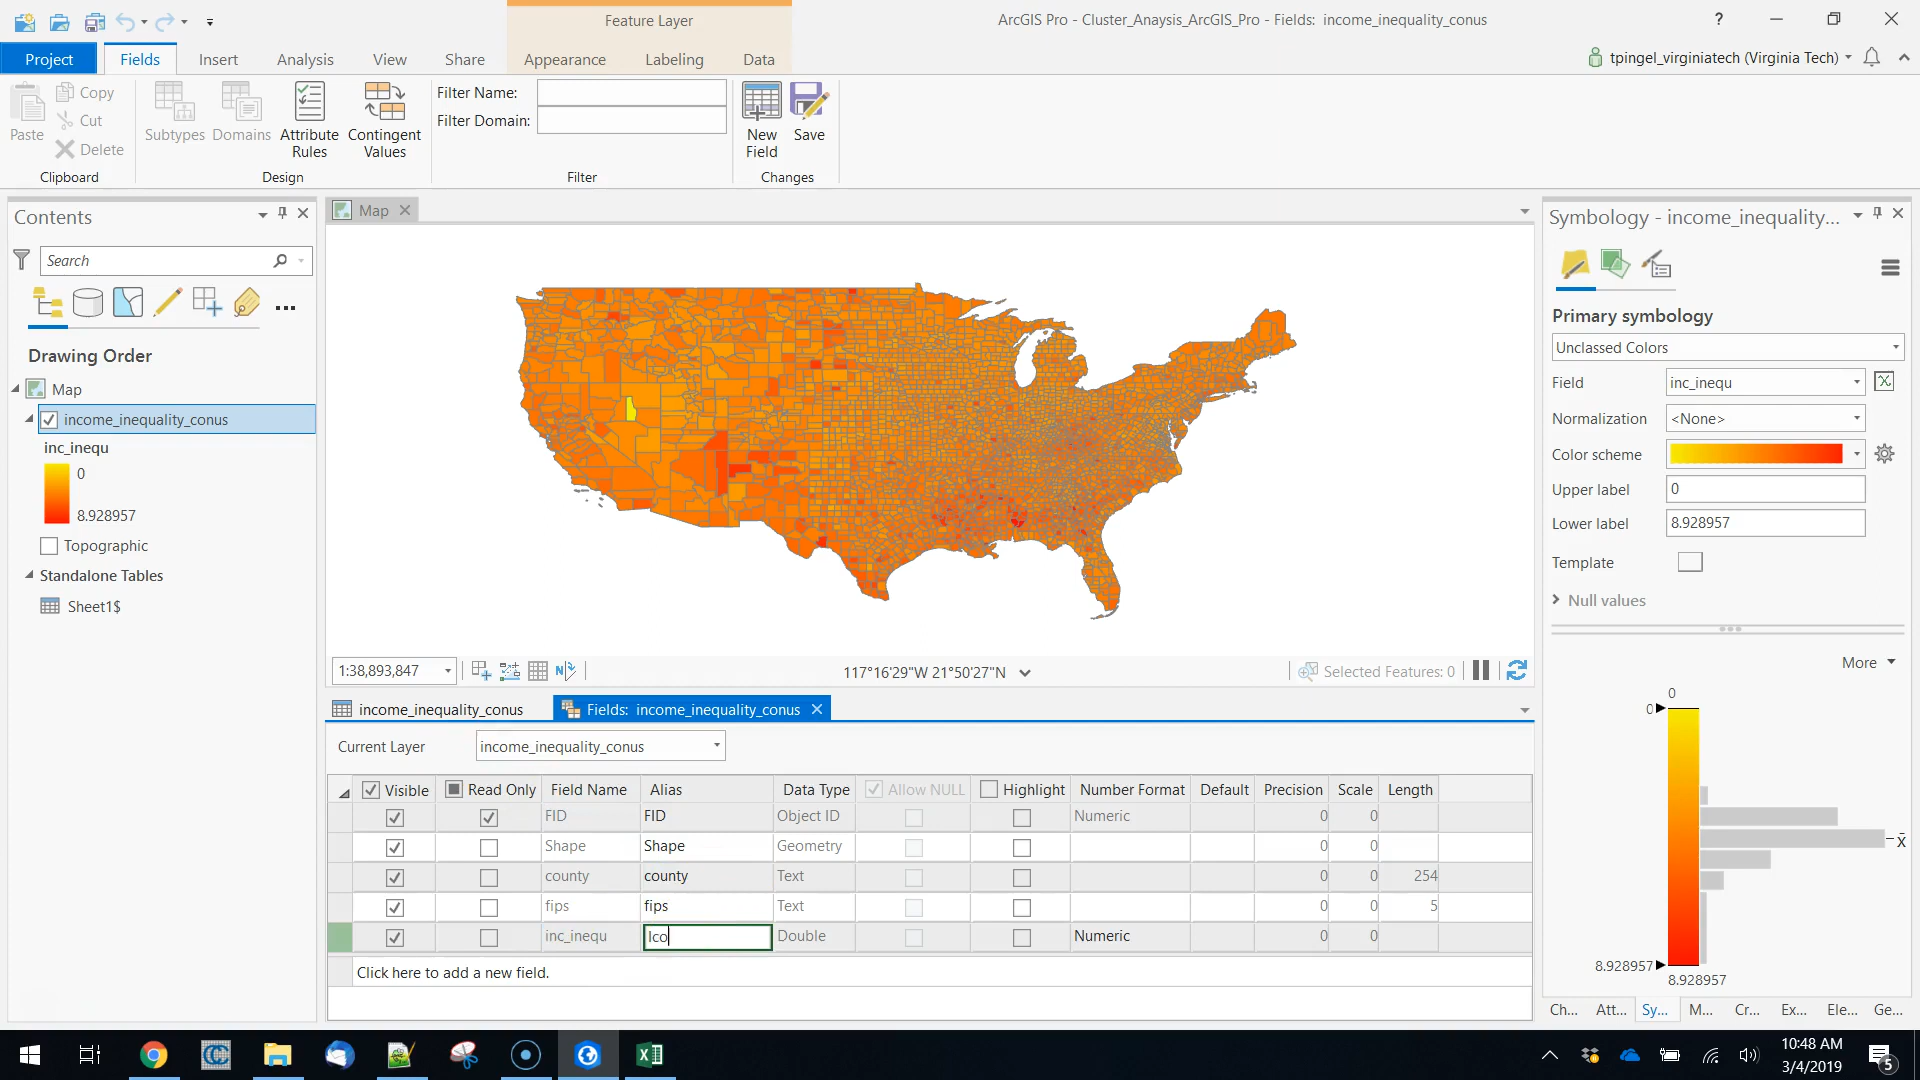 Feature Layer
ArcGIS Pro - Cluster_Anaysis_ArcGIS_Pro - Fields: income_inequality_conus
?
Project
Fields
Insert
Analysis
View
Share
Appearance
Labeling
Data
tpingel_virginiatech (Virginia Tech)
Paste
Copy
Cut
Delete
Clipboard
Subtypes
Domains
Attribute Rules
Contingent Values
Design
Filter Name:
Filter Domain:
Filter
New Field
Save
Changes
Contents
Search
Drawing Order
Map
income_inequality_conus
inc_inequ
0
8.928957
Topographic
Standalone Tables
Sheet1$
Map
1:38,893,847
117°16'29"W 21°50'27"N
Selected Features: 0
income_inequality_conus
Fields: income_inequality_conus
Current Layer
income_inequality_conus
Visible Read Only Field Name Alias Data Type Allow NULL Highlight Number Format Default Precision Scale Length
FID FID Object ID Numeric 0 0
Shape Shape Geometry 0 0
county county Text 0 0 254
fips fips Text 0 0 5
inc_inequ Ico Double Numeric 0 0
Click here to add a new field.
Symbology - income_inequality...
Primary symbology
Unclassed Colors
Field inc_inequ
Normalization <None>
Color scheme
Upper label 0
Lower label 8.928957
Template
Null values
More
0
0
x̄
8.928957
8.928957
Ch... Att... Sy... M... Cr... Ex... Ele... Ge...
10:48 AM
3/4/2019
5